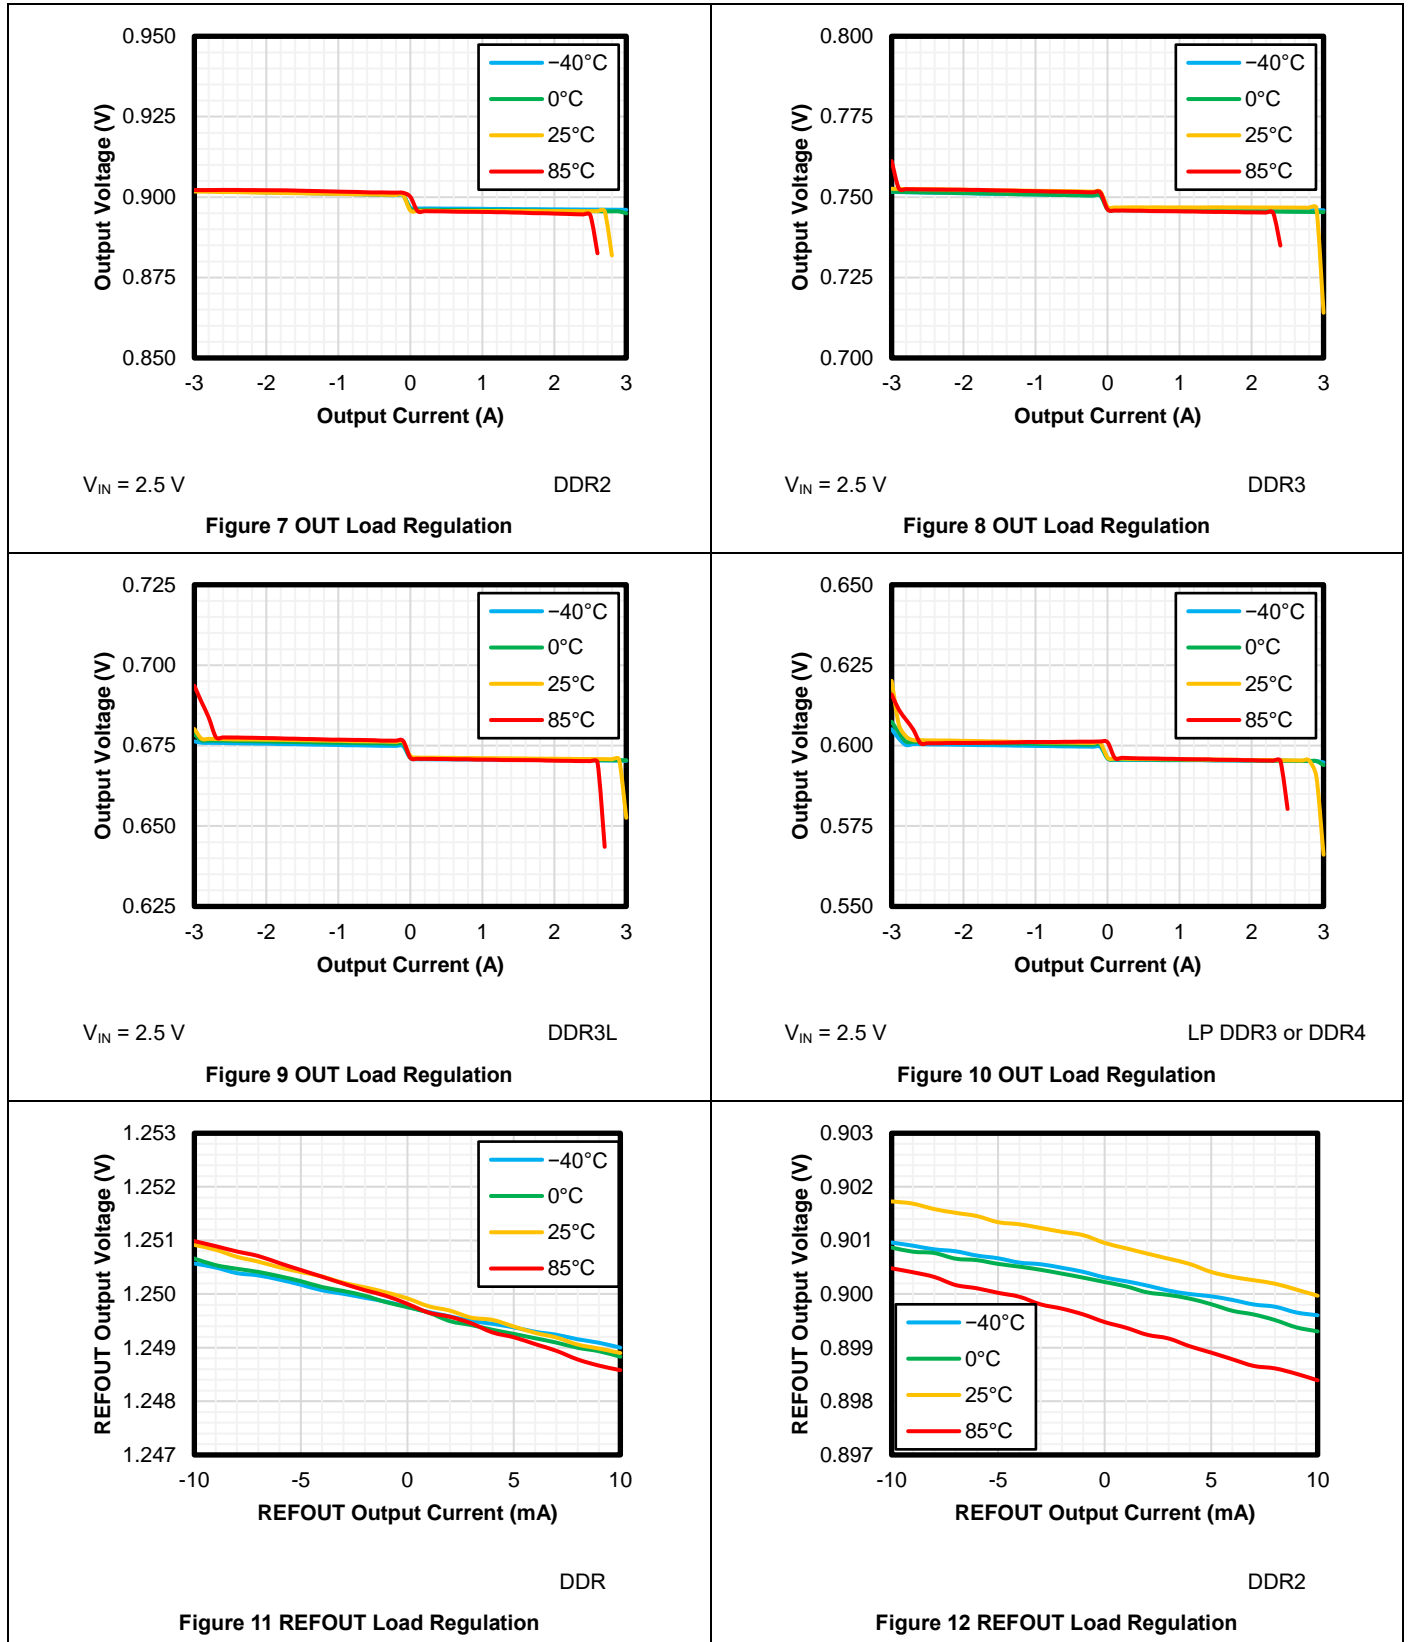 0.950
0.925
0.900
0.875
0.850
Output Voltage (V)
−40°C
0°C
25°C
85°C
-3 -2 -1 0 1 2 3
Output Current (A)
V_IN = 2.5 V DDR2
Figure 7 OUT Load Regulation
0.800
0.775
0.750
0.725
0.700
Output Voltage (V)
−40°C
0°C
25°C
85°C
-3 -2 -1 0 1 2 3
Output Current (A)
V_IN = 2.5 V DDR3
Figure 8 OUT Load Regulation
0.725
0.700
0.675
0.650
0.625
Output Voltage (V)
−40°C
0°C
25°C
85°C
-3 -2 -1 0 1 2 3
Output Current (A)
V_IN = 2.5 V DDR3L
Figure 9 OUT Load Regulation
0.650
0.625
0.600
0.575
0.550
Output Voltage (V)
−40°C
0°C
25°C
85°C
-3 -2 -1 0 1 2 3
Output Current (A)
V_IN = 2.5 V LP DDR3 or DDR4
Figure 10 OUT Load Regulation
1.253
1.252
1.251
1.250
1.249
1.248
1.247
REFOUT Output Voltage (V)
−40°C
0°C
25°C
85°C
-10 -5 0 5 10
REFOUT Output Current (mA)
DDR
Figure 11 REFOUT Load Regulation
0.903
0.902
0.901
0.900
0.899
0.898
0.897
REFOUT Output Voltage (V)
−40°C
0°C
25°C
85°C
-10 -5 0 5 10
REFOUT Output Current (mA)
DDR2
Figure 12 REFOUT Load Regulation